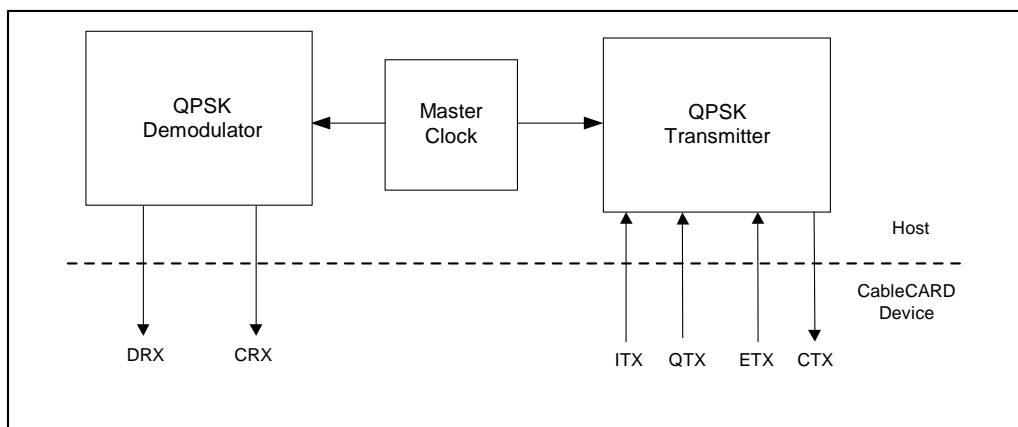 QPSK
Demodulator
Master
Clock
QPSK
Transmitter
Host
CableCARD
Device
DRX
CRX
ITX
QTX
ETX
CTX